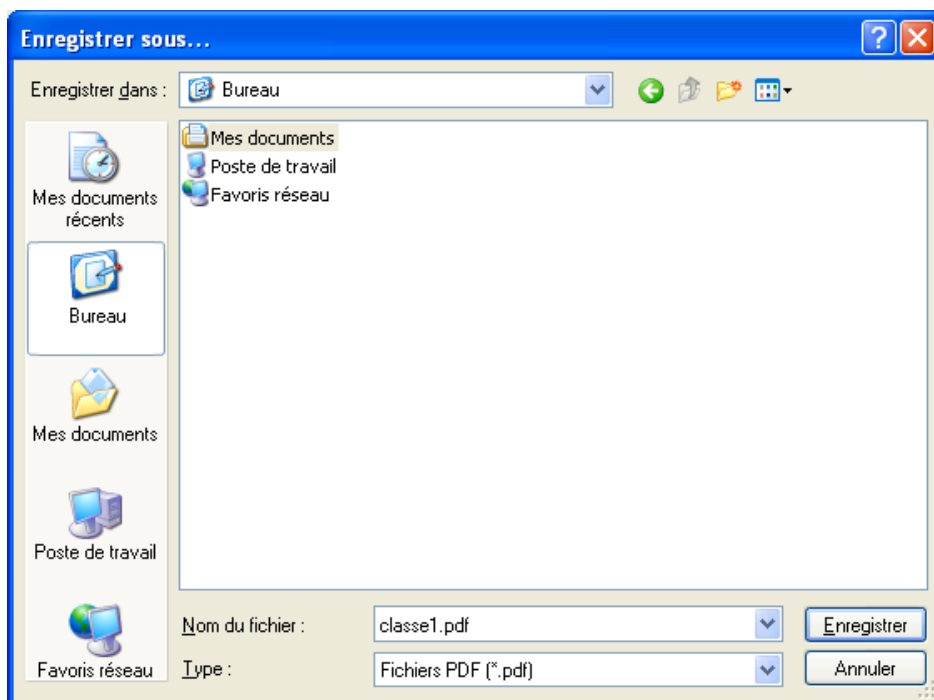 Enregistrer sous...
Enregistrer dans :
Bureau
Mes documents
récents
Bureau
Mes documents
Poste de travail
Favoris réseau
Mes documents
Poste de travail
Favoris réseau
Nom du fichier :
classe1.pdf
Enregistrer
Type :
Fichiers PDF (*.pdf)
Annuler